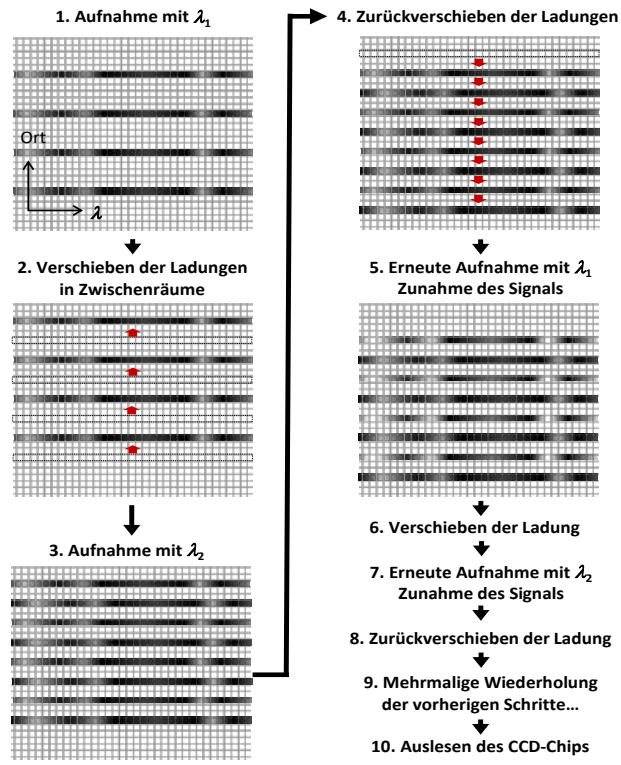 1. Aufnahme mit λ₁
Ort
λ
2. Verschieben der Ladungen
in Zwischenräume
3. Aufnahme mit λ₂
4. Zurückverschieben der Ladungen
5. Erneute Aufnahme mit λ₁
Zunahme des Signals
6. Verschieben der Ladung
7. Erneute Aufnahme mit λ₂
Zunahme des Signals
8. Zurückverschieben der Ladung
9. Mehrmalige Wiederholung
der vorherigen Schritte...
10. Auslesen des CCD-Chips